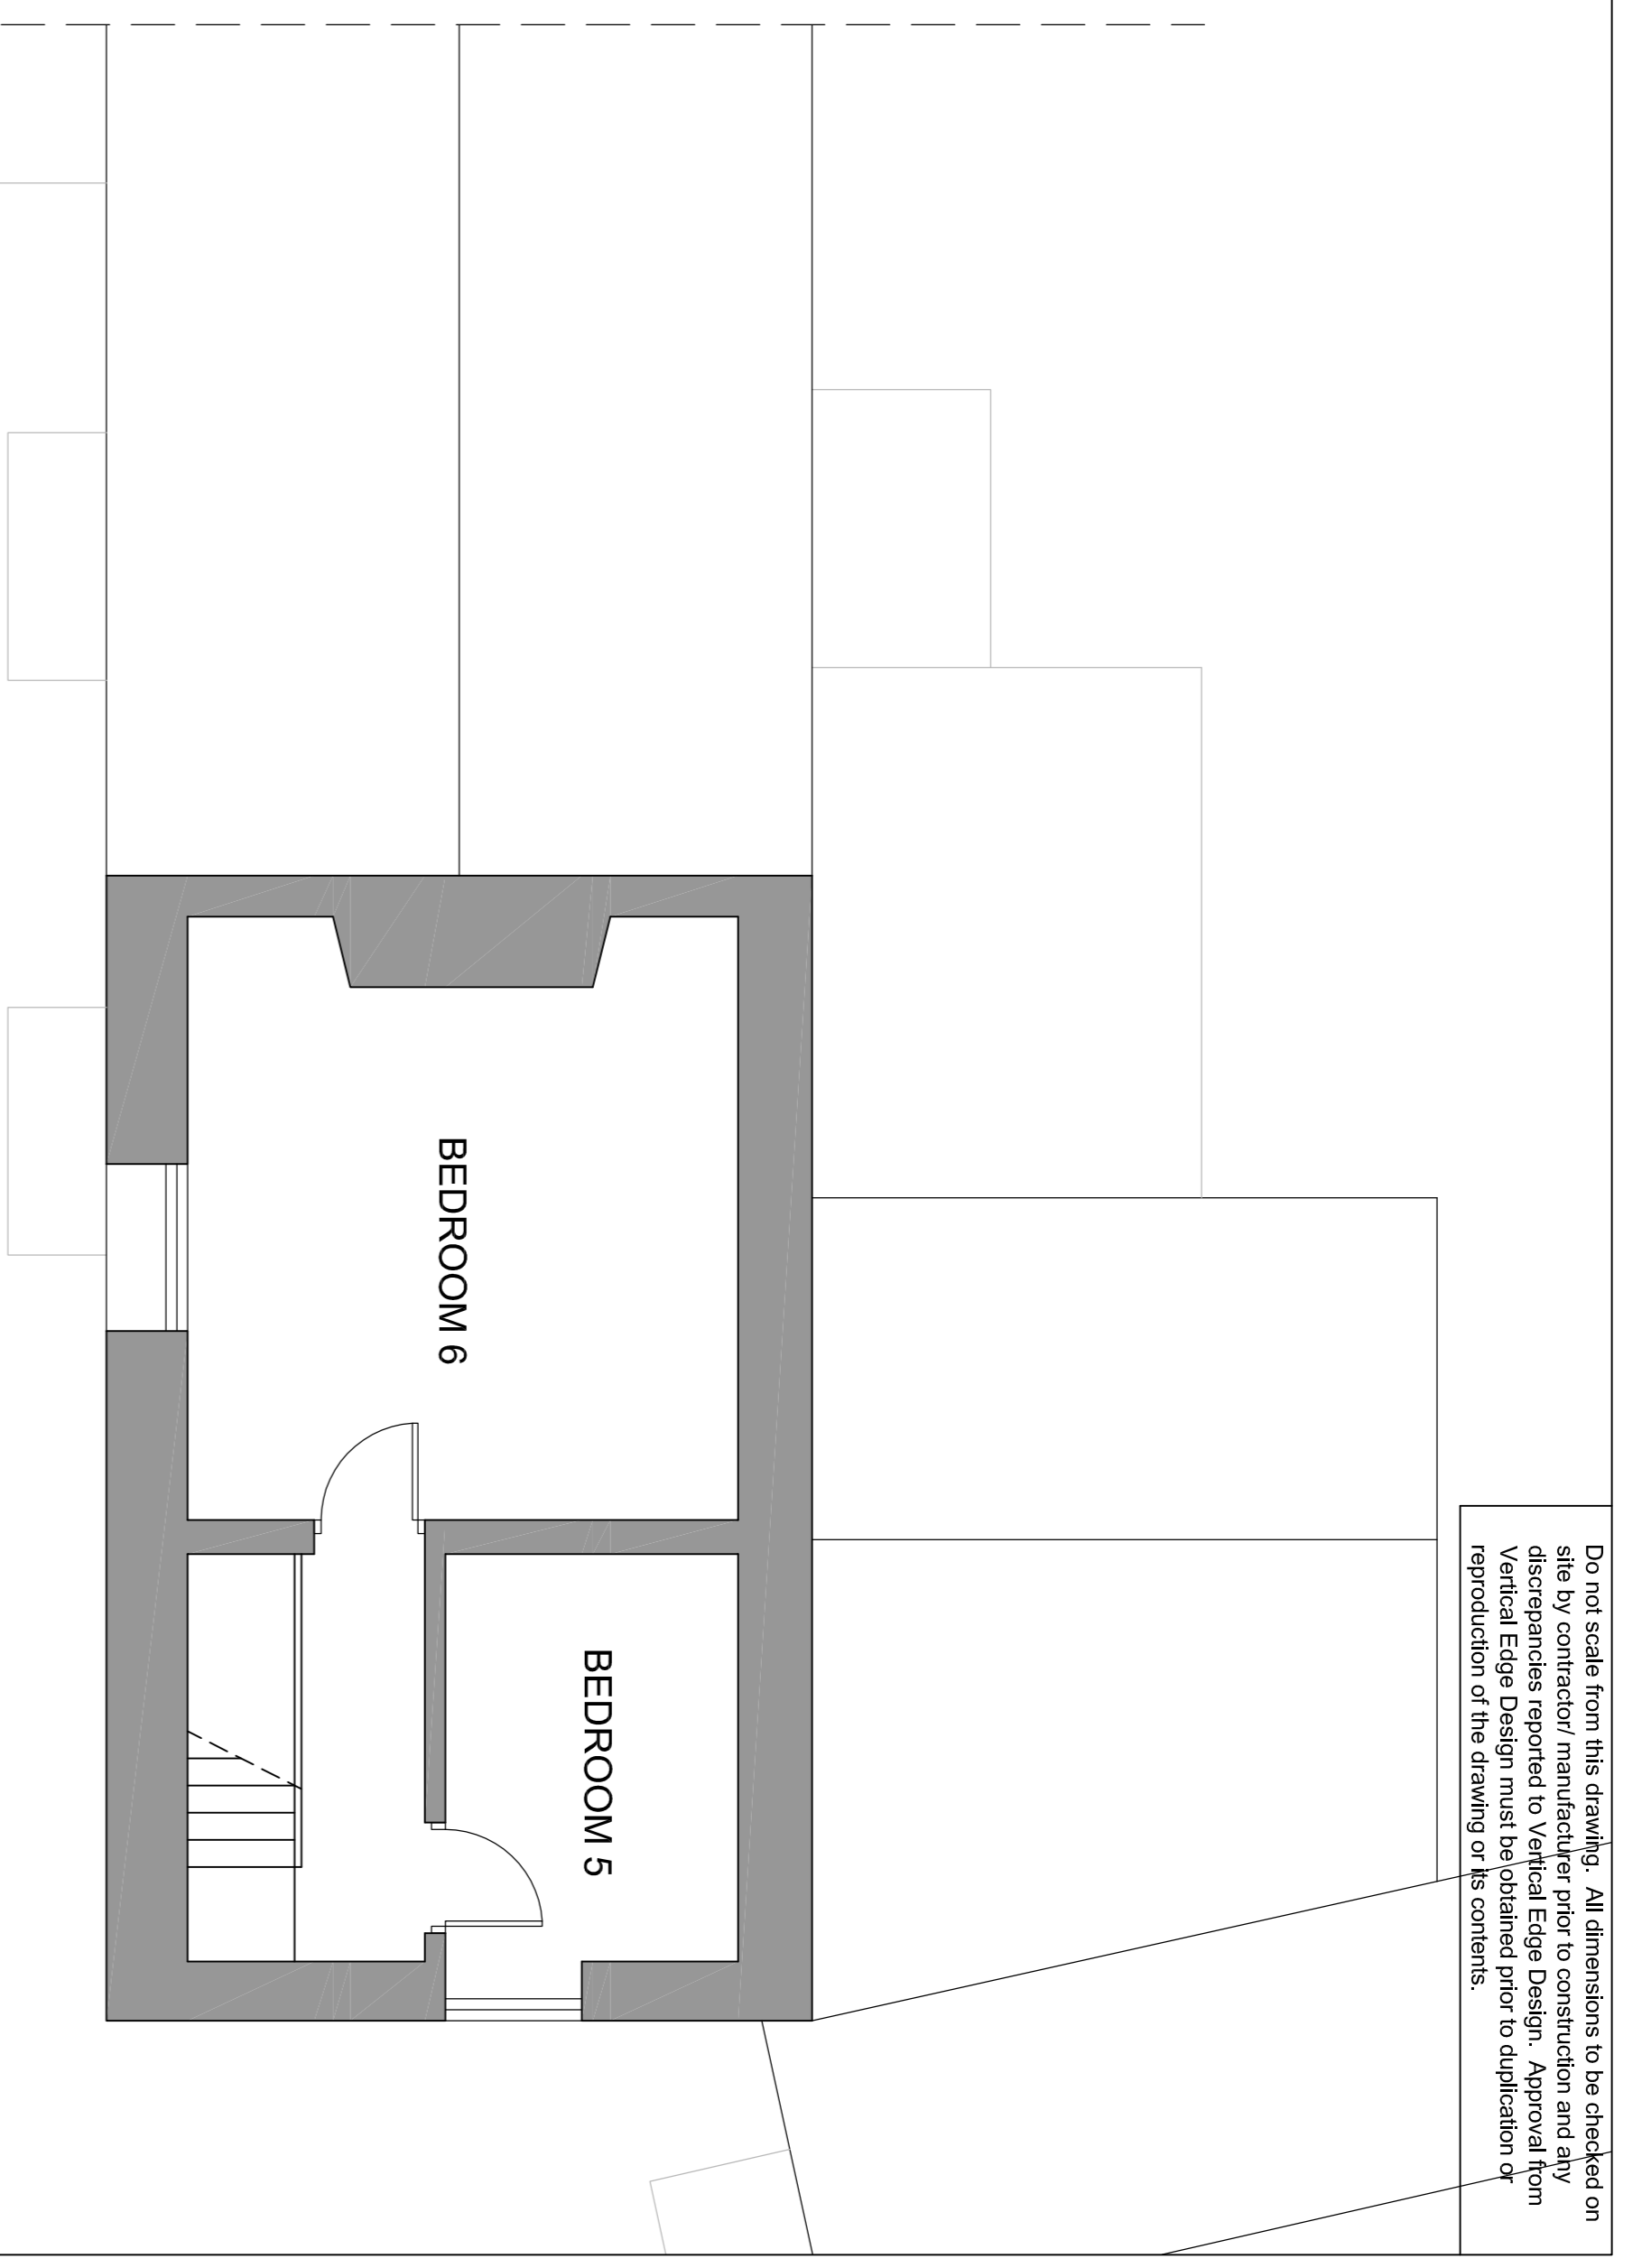 Do not scale from this drawing.  All dimensions to be checked on
site by contractor/ manufacturer prior to construction and any
discrepancies reported to Vertical Edge Design.  Approval from
Vertical Edge Design must be obtained prior to duplication or
reproduction of the drawing or its contents.
BEDROOM 5
BEDROOM 6